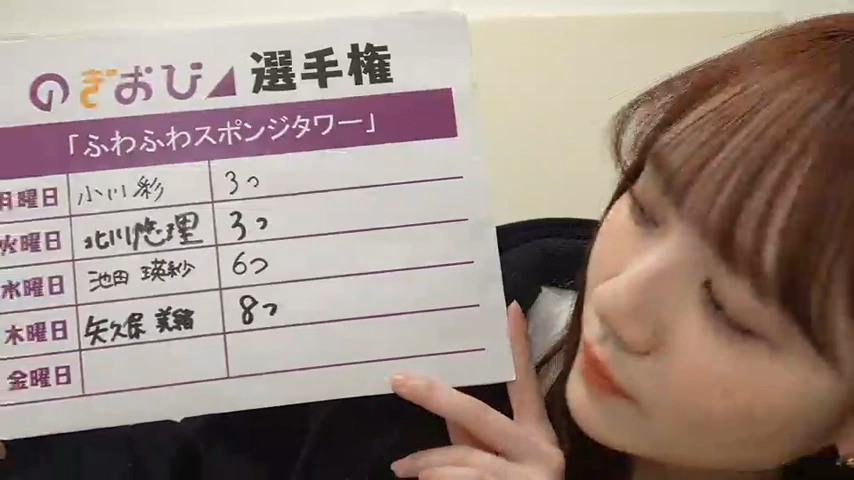 のぎおび 選手権
「ふわふわスポンジタワー」
月曜日 小川 彩 3つ
火曜日 北川悠理 3つ
水曜日 池田 瑛紗 6つ
木曜日 矢久保 美緒 8つ
金曜日